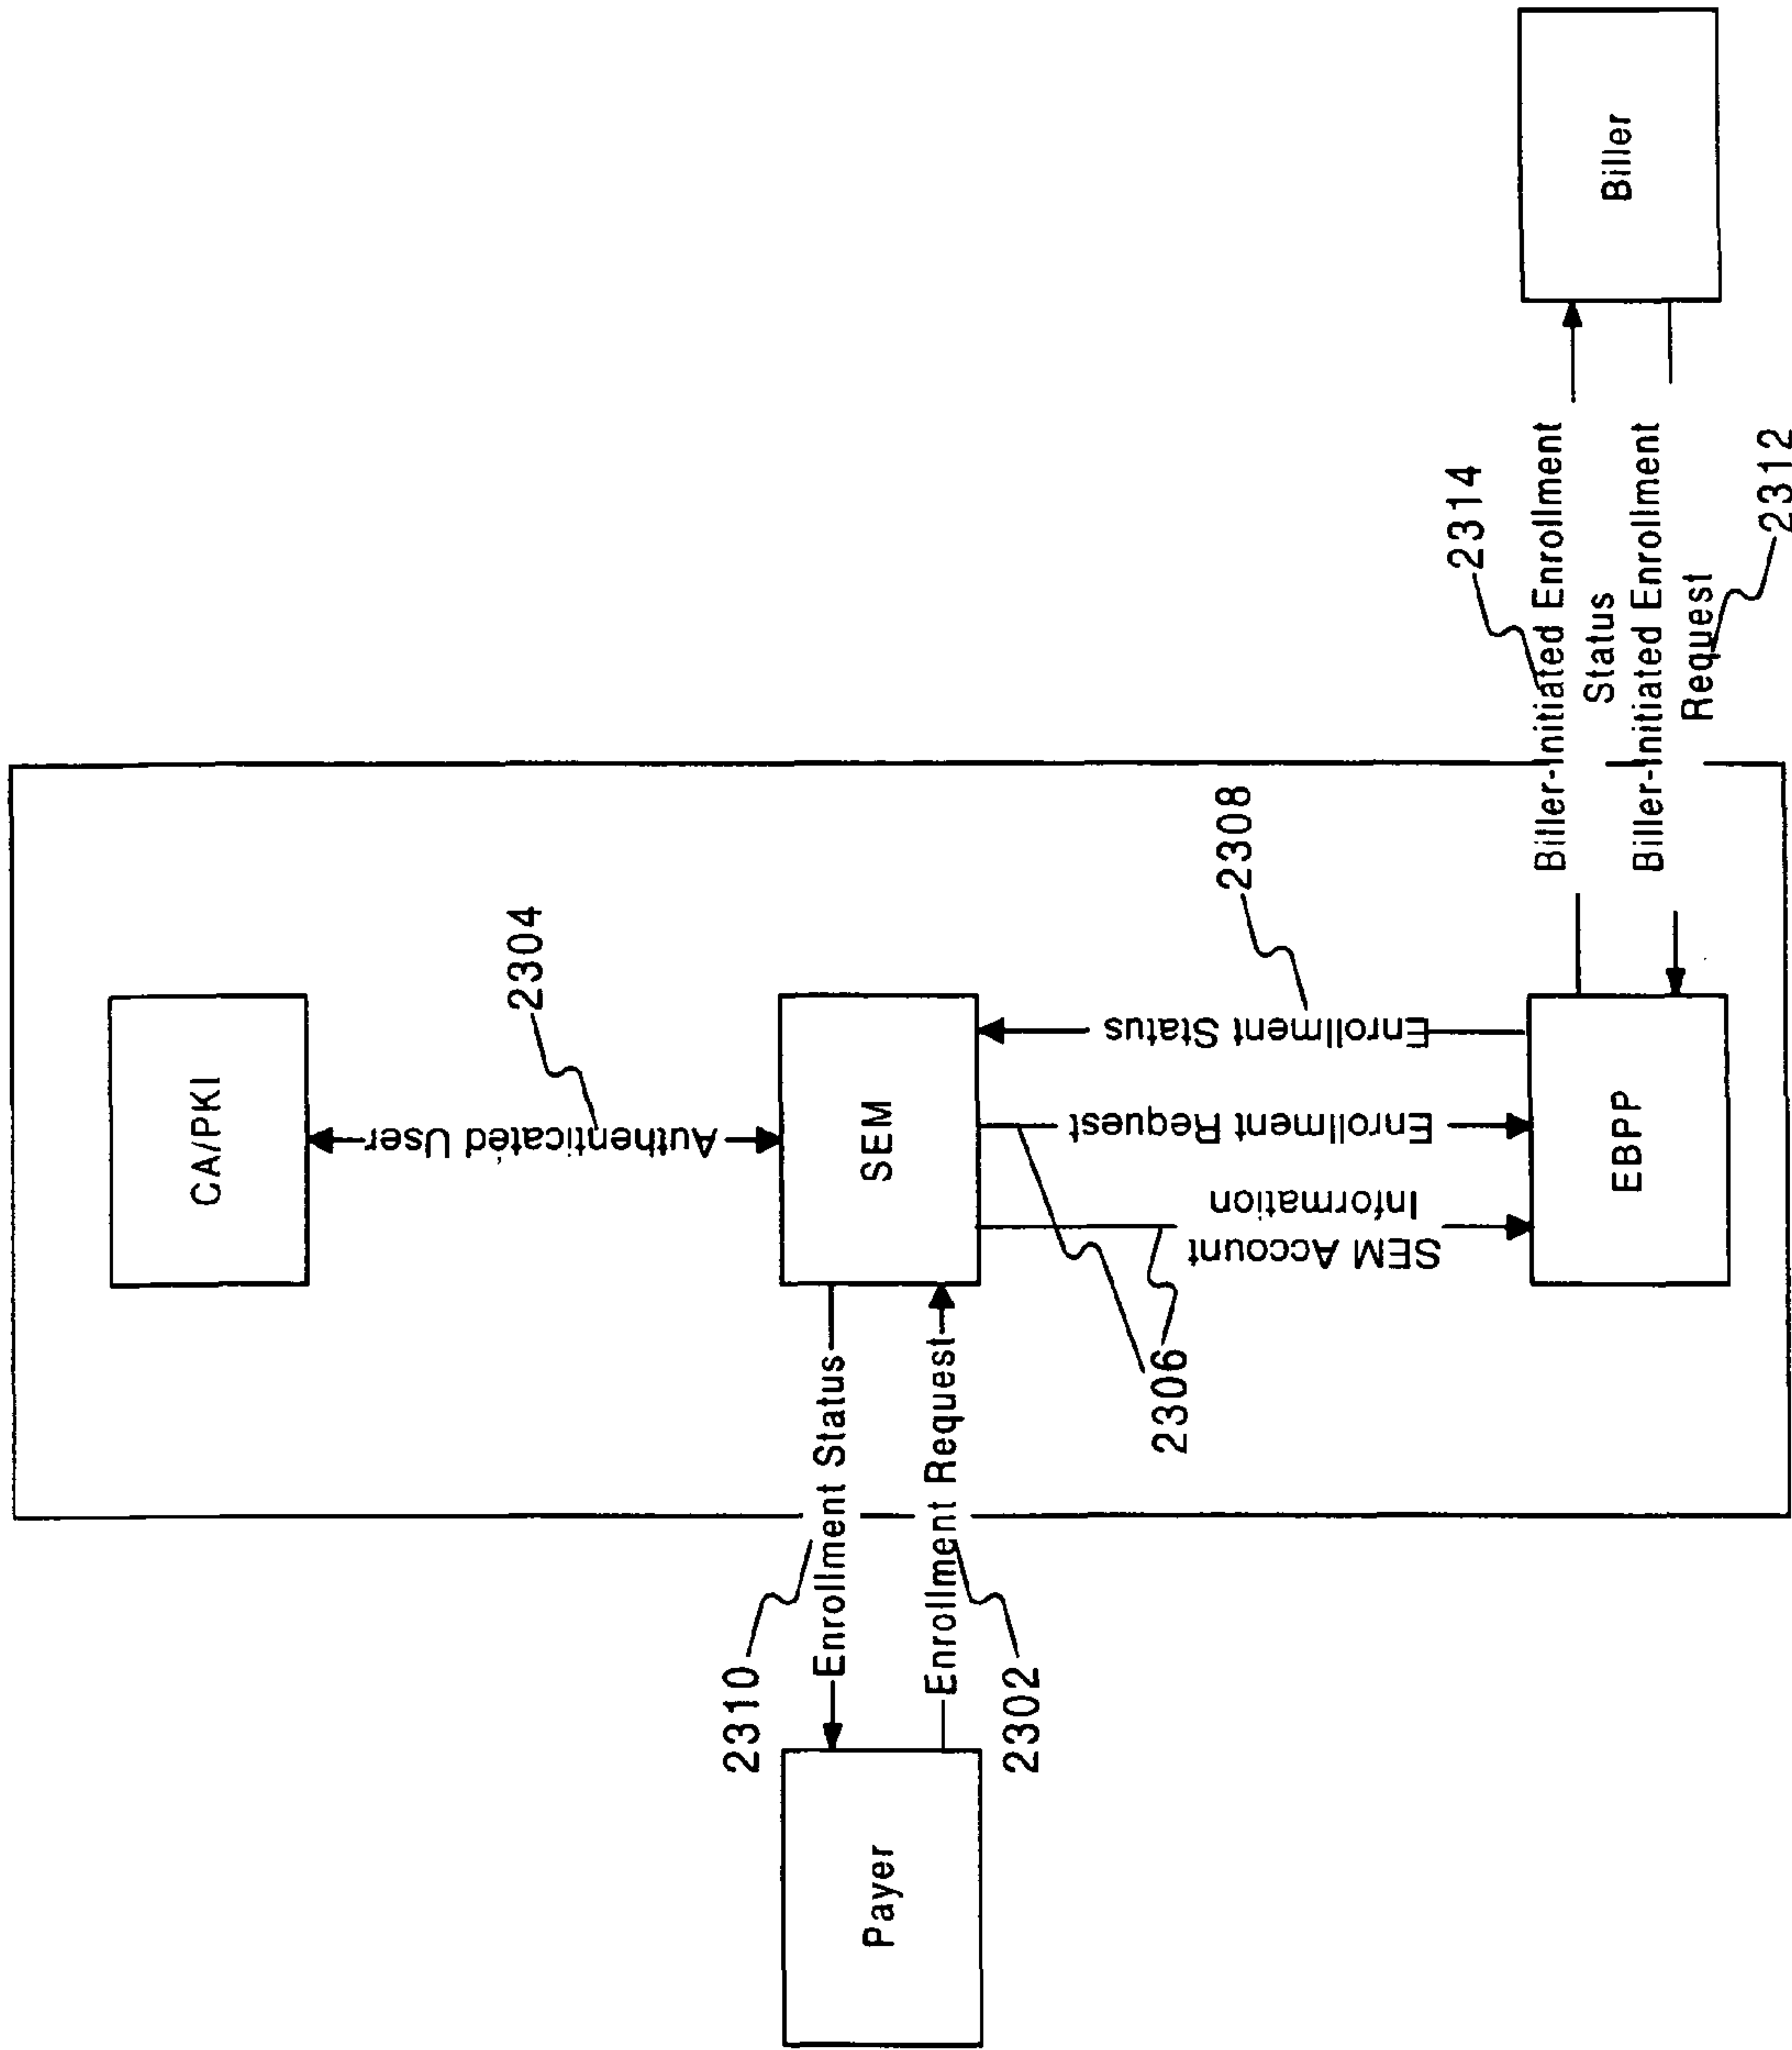 CA/PKI
2304
Authenticated User
2310
Enrollment Status
Payer
Enrollment Request
2302
SEM
2306
SEM Account
Information
Enrollment Request
Enrollment Status
2308
EBPP
2314
Biller-Initiated Enrollment
Status
Biller-Initiated Enrollment
Request
2312
Biller